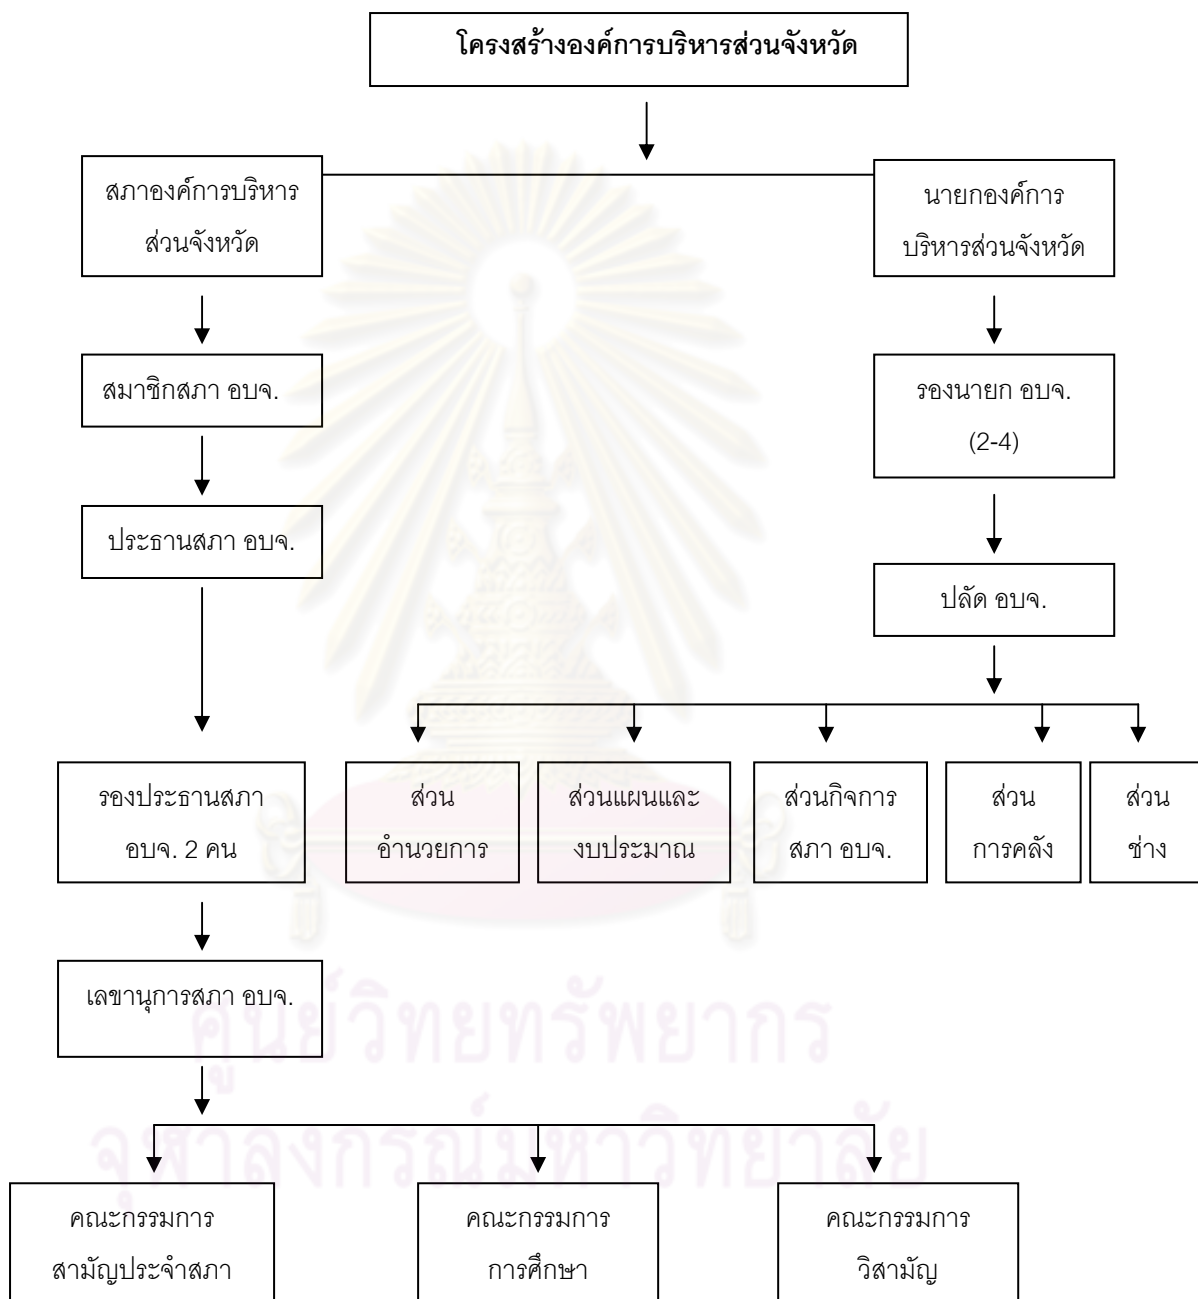 โครงสร้างองค์การบริหารส่วนจังหวัด
สภาองค์การบริหาร
ส่วนจังหวัด
นายกองค์การ
บริหารส่วนจังหวัด
สมาชิกสภา อบจ.
รองนายก อบจ.
(2-4)
ประธานสภา อบจ.
ปลัด อบจ.
รองประธานสภา
อบจ. 2 คน
ส่วน
อำนวยการ
ส่วนแผนและ
งบประมาณ
ส่วนกิจการ
สภา อบจ.
ส่วน
การคลัง
ส่วน
ช่าง
เลขานุการสภา อบจ.
ศูนย์วิทยทรัพยากร
จุฬาลงกรณ์มหาวิทยาลัย
คณะกรรมการ
สามัญประจำสภา
คณะกรรมการ
การศึกษา
คณะกรรมการ
วิสามัญ